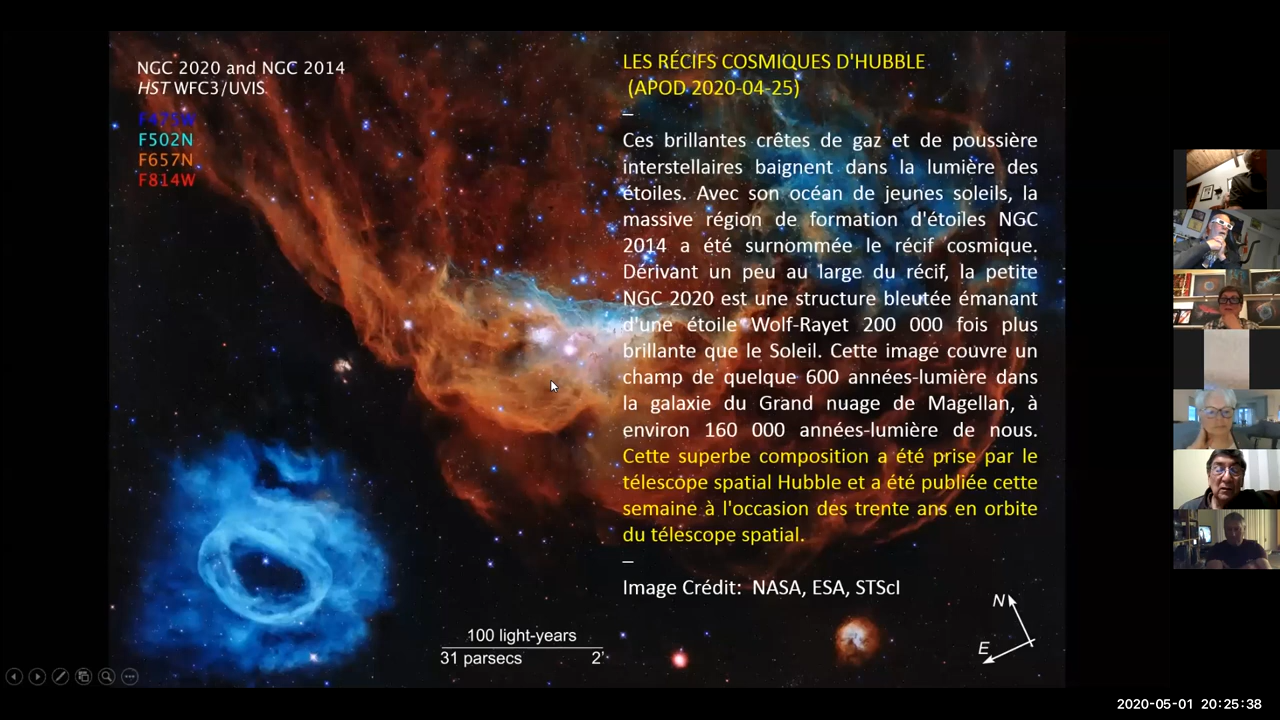 NGC 2020 and NGC 2014
HST WFC3/UVIS
F475W
F502N
F657N
F814W
LES RÉCIFS COSMIQUES D'HUBBLE
(APOD 2020-04-25)
–
Ces brillantes crêtes de gaz et de poussière
interstellaires baignent dans la lumière des
étoiles. Avec son océan de jeunes soleils, la
massive région de formation d'étoiles NGC
2014 a été surnommée le récif cosmique.
Dérivant un peu au large du récif, la petite
NGC 2020 est une structure bleutée émanant
d'une étoile Wolf-Rayet 200 000 fois plus
brillante que le Soleil. Cette image couvre un
champ de quelque 600 années-lumière dans
la galaxie du Grand nuage de Magellan, à
environ 160 000 années-lumière de nous.
Cette superbe composition a été prise par le
télescope spatial Hubble et a été publiée cette
semaine à l'occasion des trente ans en orbite
du télescope spatial.
–
Image Crédit: NASA, ESA, STScI
100 light-years
31 parsecs 2'
N
E
2020-05-01 20:25:38